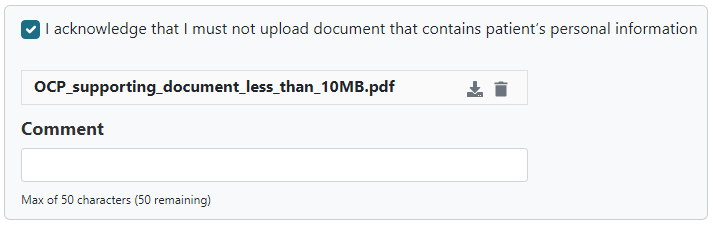 I acknowledge that I must not upload document that contains patient’s personal information
OCP_supporting_document_less_than_10MB.pdf
Comment
Max of 50 characters (50 remaining)